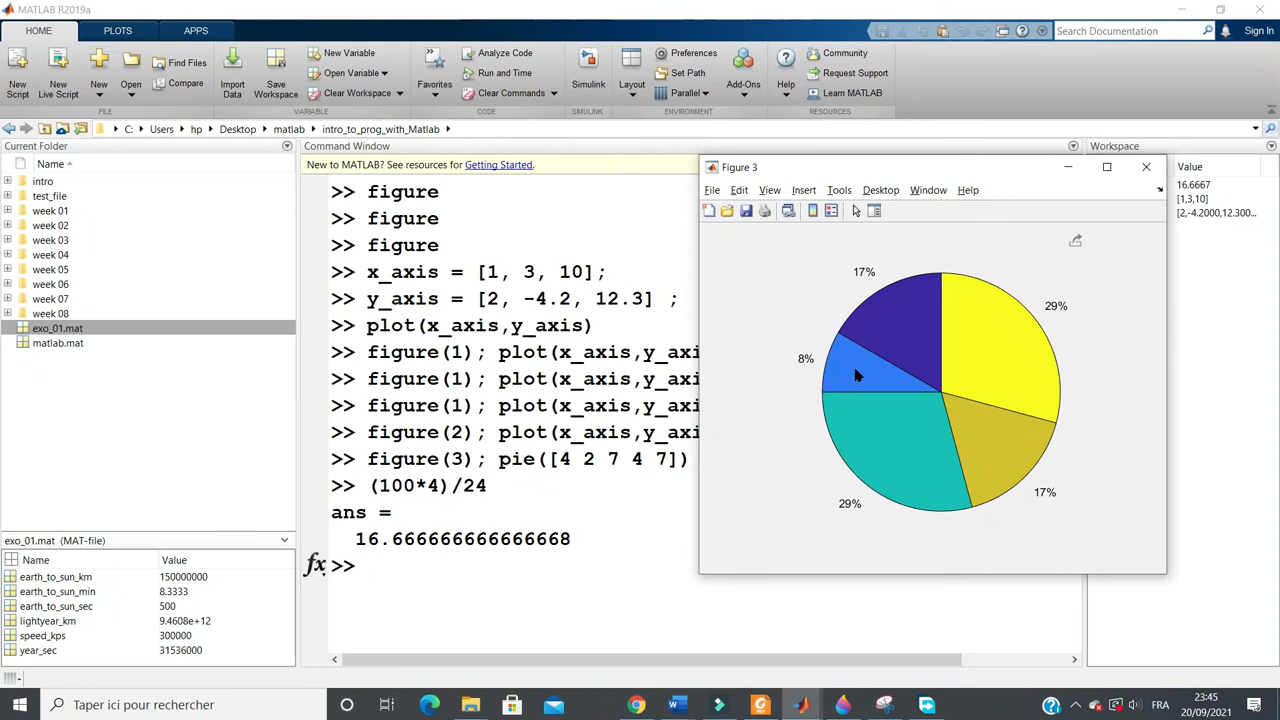 MATLAB R2019a
HOME PLOTS APPS
Search Documentation Sign In
New Script
New Live Script
New
Open
Find Files
Compare
FILE
Import Data
Save Workspace
New Variable
Open Variable
Clear Workspace
VARIABLE
Favorites
Analyze Code
Run and Time
Clear Commands
CODE
Simulink
SIMULINK
Layout
Preferences
Set Path
Parallel
ENVIRONMENT
Add-Ons
Help
Community
Request Support
Learn MATLAB
RESOURCES
C: Users hp Desktop matlab intro_to_prog_with_Matlab
Current Folder
Name
intro
test_file
week 01
week 02
week 03
week 04
week 05
week 06
week 07
week 08
exo_01.mat
matlab.mat
exo_01.mat (MAT-file)
Name Value
earth_to_sun_km 150000000
earth_to_sun_min 8.3333
earth_to_sun_sec 500
lightyear_km 9.4608e+12
speed_kps 300000
year_sec 31536000
Command Window
New to MATLAB? See resources for Getting Started.
>> figure
>> figure
>> figure
>> x_axis = [1, 3, 10];
>> y_axis = [2, -4.2, 12.3] ;
>> plot(x_axis,y_axis)
>> figure(1); plot(x_axis,y_axi
>> figure(1); plot(x_axis,y_axi
>> figure(1); plot(x_axis,y_axi
>> figure(2); plot(x_axis,y_axi
>> figure(3); pie([4 2 7 4 7])
>> (100*4)/24
ans =
16.666666666666668
fx >>
Figure 3
File Edit View Insert Tools Desktop Window Help
17%
29%
8%
29%
17%
Workspace
Value
16.6667
[1,3,10]
[2,-4.2000,12.300...
Taper ici pour rechercher
FRA
23:45
20/09/2021